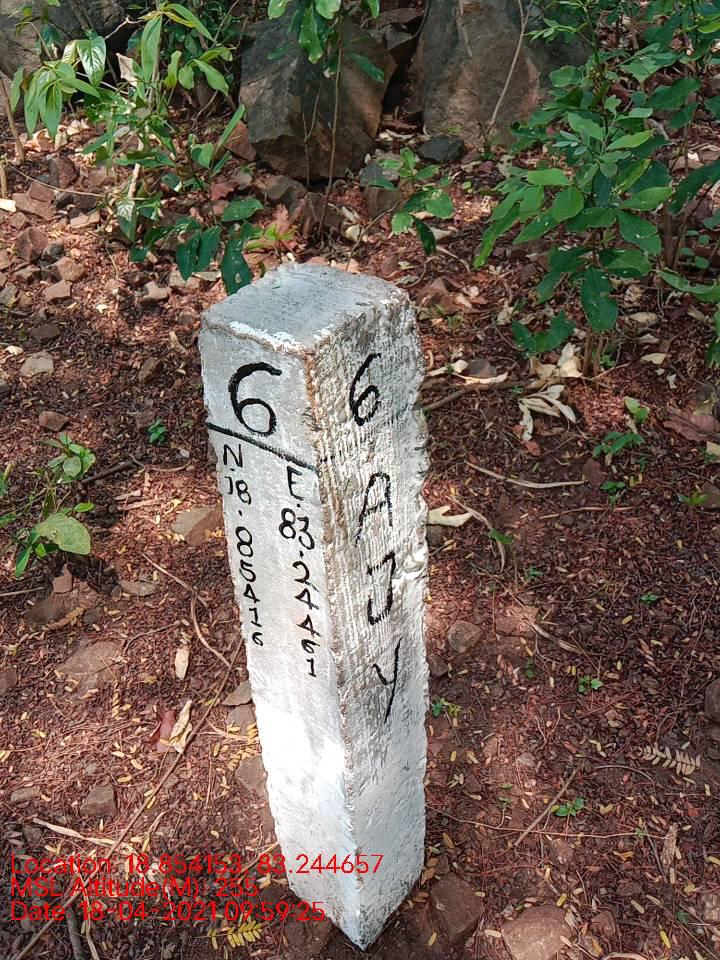 6
N 18.85416
E. 83.24461
6
AJY
Location: 18.854153, 83.244657
MSL Altitude(M): 255
Date: 18-04-2021 09:59:25